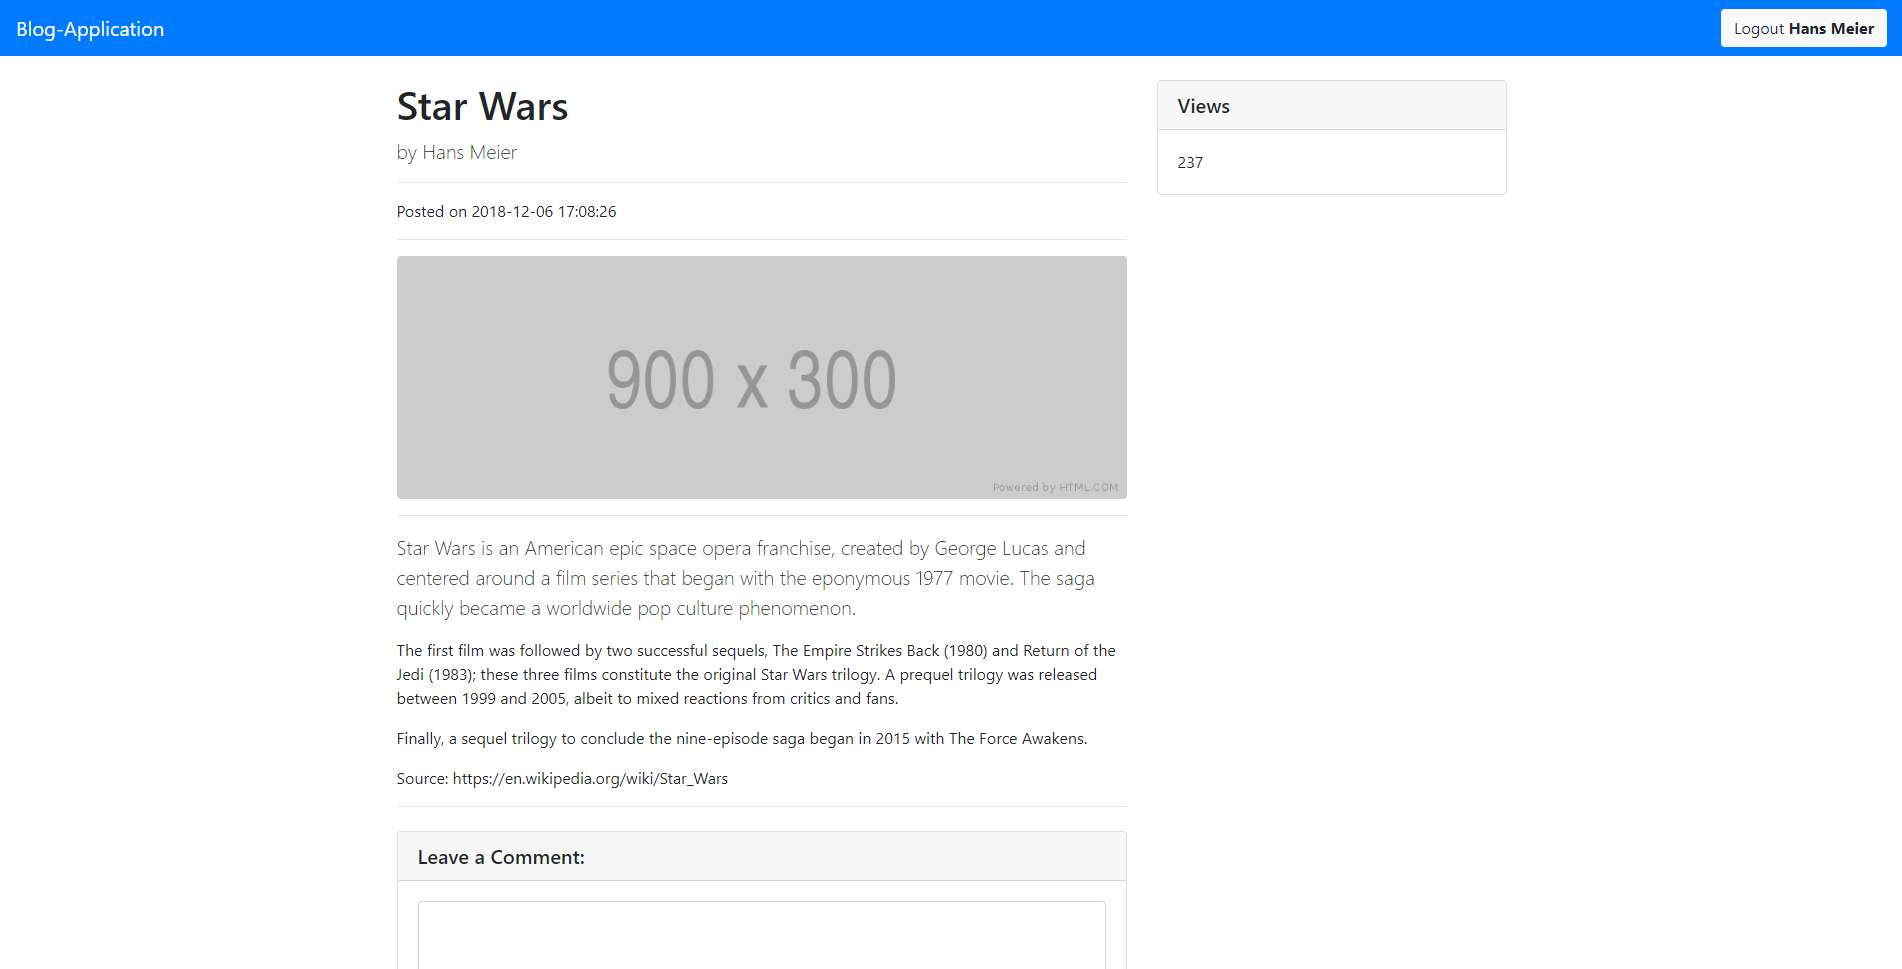 Blog-Application
Logout Hans Meier
Star Wars
by Hans Meier
Posted on 2018-12-06 17:08:26
900 x 300
Powered by HTML.COM
Star Wars is an American epic space opera franchise, created by George Lucas and
centered around a film series that began with the eponymous 1977 movie. The saga
quickly became a worldwide pop culture phenomenon.
The first film was followed by two successful sequels, The Empire Strikes Back (1980) and Return of the
Jedi (1983); these three films constitute the original Star Wars trilogy. A prequel trilogy was released
between 1999 and 2005, albeit to mixed reactions from critics and fans.
Finally, a sequel trilogy to conclude the nine-episode saga began in 2015 with The Force Awakens.
Source: https://en.wikipedia.org/wiki/Star_Wars
Leave a Comment:
Views
237